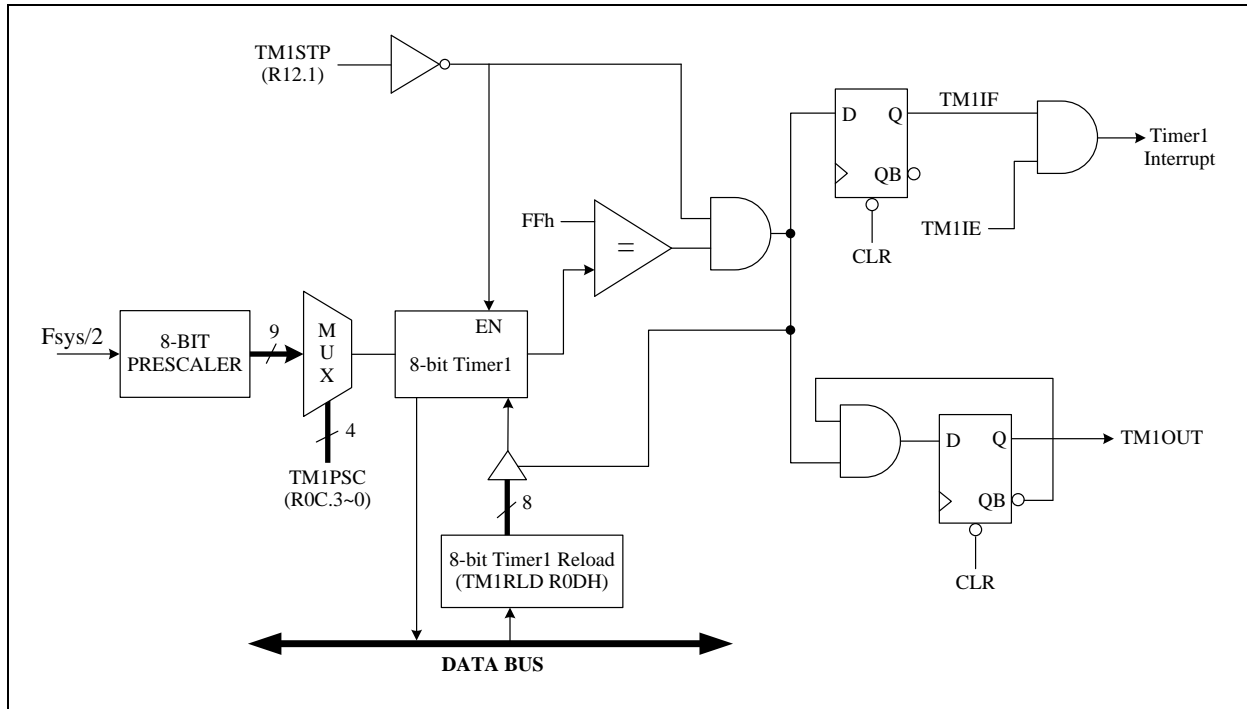 TM1STP
(R12.1)
D
Q
TM1IF
QB
CLR
TM1IE
Timer1
Interrupt
FFh
=
Fsys/2
8-BIT
PRESCALER
9
M
U
X
4
TM1PSC
(R0C.3~0)
EN
8-bit Timer1
8
8-bit Timer1 Reload
(TM1RLD R0DH)
DATA BUS
D
Q
QB
CLR
TM1OUT